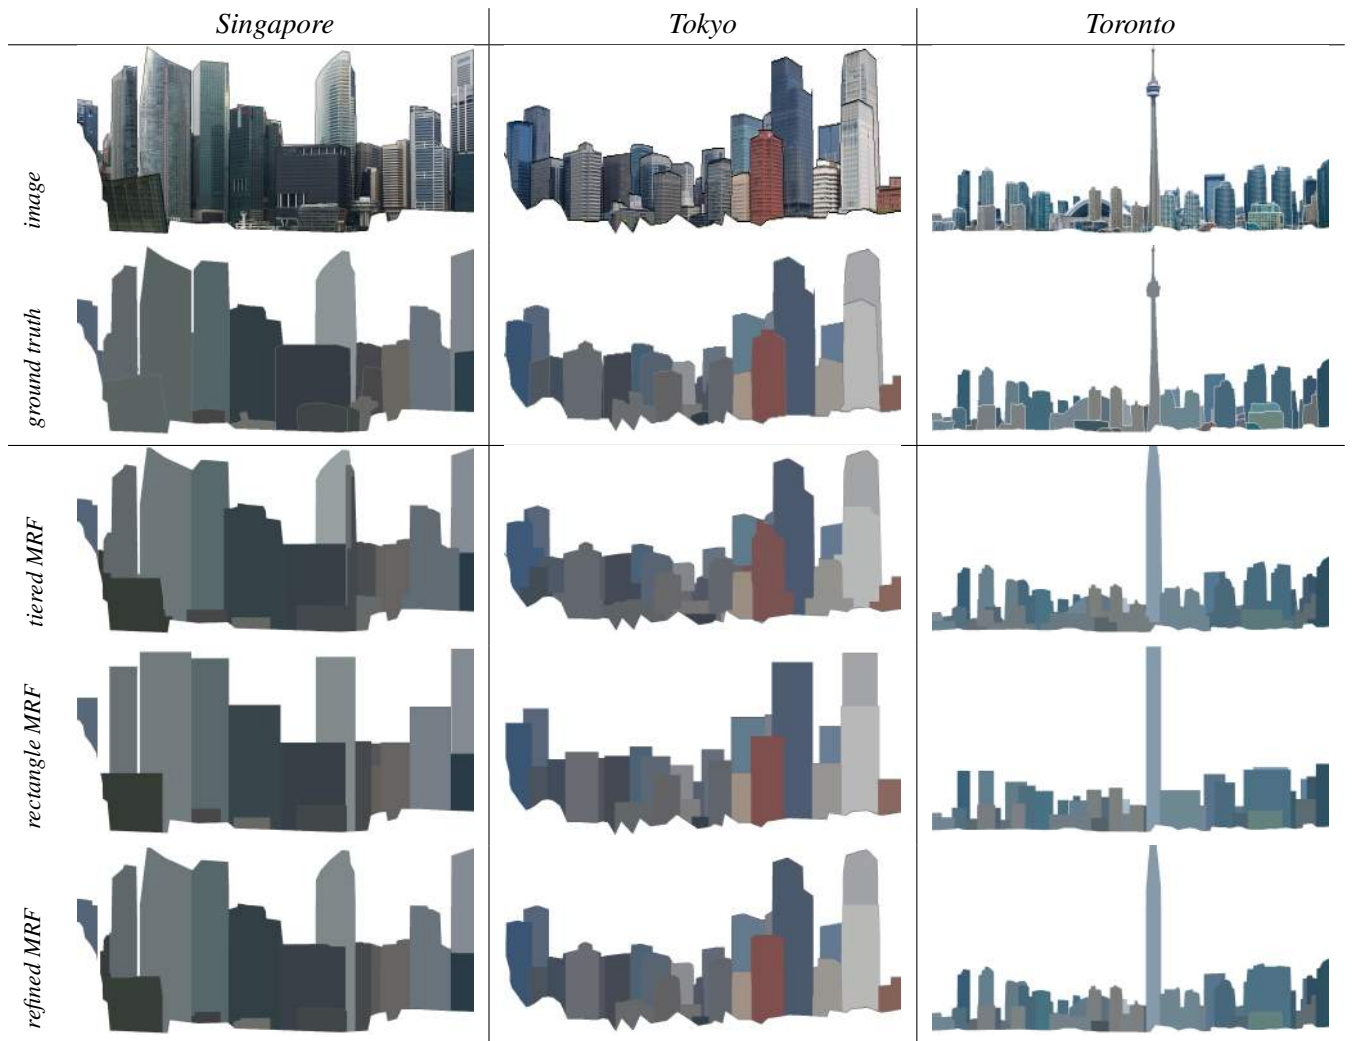 Singapore Tokyo Toronto
image
ground truth
tiered MRF
rectangle MRF
refined MRF